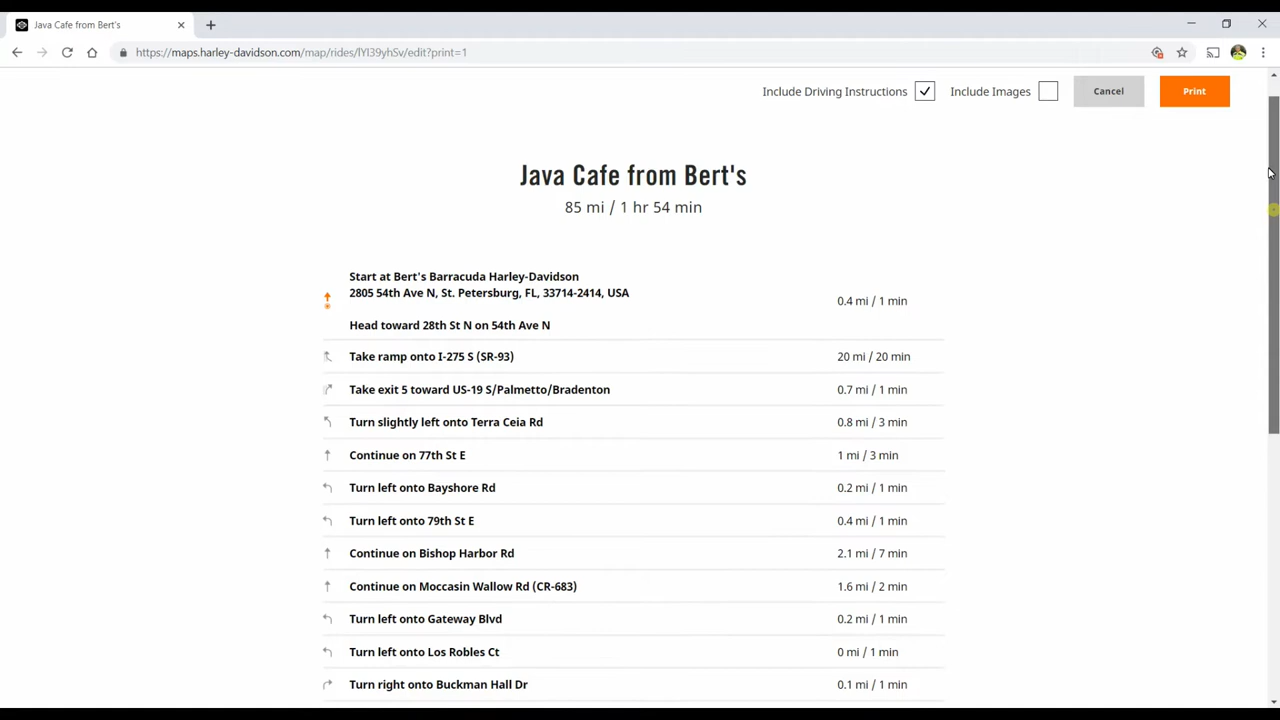 Java Cafe from Bert's
https://maps.harley-davidson.com/map/rides/lYI39yhSv/edit?print=1
Include Driving Instructions
Include Images
Cancel
Print
Java Cafe from Bert's
85 mi / 1 hr 54 min
Start at Bert's Barracuda Harley-Davidson
2805 54th Ave N, St. Petersburg, FL, 33714-2414, USA
0.4 mi / 1 min
Head toward 28th St N on 54th Ave N
Take ramp onto I-275 S (SR-93) 20 mi / 20 min
Take exit 5 toward US-19 S/Palmetto/Bradenton 0.7 mi / 1 min
Turn slightly left onto Terra Ceia Rd 0.8 mi / 3 min
Continue on 77th St E 1 mi / 3 min
Turn left onto Bayshore Rd 0.2 mi / 1 min
Turn left onto 79th St E 0.4 mi / 1 min
Continue on Bishop Harbor Rd 2.1 mi / 7 min
Continue on Moccasin Wallow Rd (CR-683) 1.6 mi / 2 min
Turn left onto Gateway Blvd 0.2 mi / 1 min
Turn left onto Los Robles Ct 0 mi / 1 min
Turn right onto Buckman Hall Dr 0.1 mi / 1 min